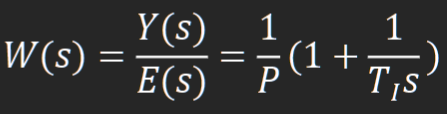 W(s) = Y(s)/E(s) = 1/P (1 + 1/(T_I s))